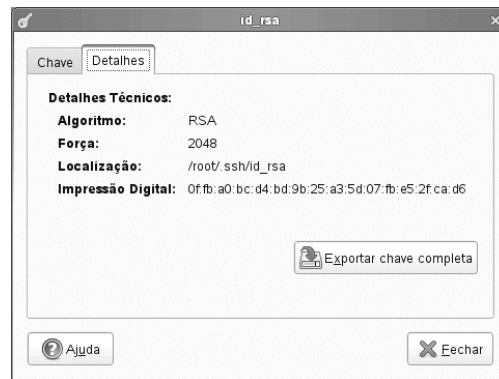 id_rsa
Chave Detalhes
Detalhes Técnicos:
Algoritmo: RSA
Força: 2048
Localização: /root/.ssh/id_rsa
Impressão Digital: 0f:fb:a0:bc:d4:bd:9b:25:a3:5d:07:fb:e5:2f:ca:d6
Exportar chave completa
Ajuda Fechar